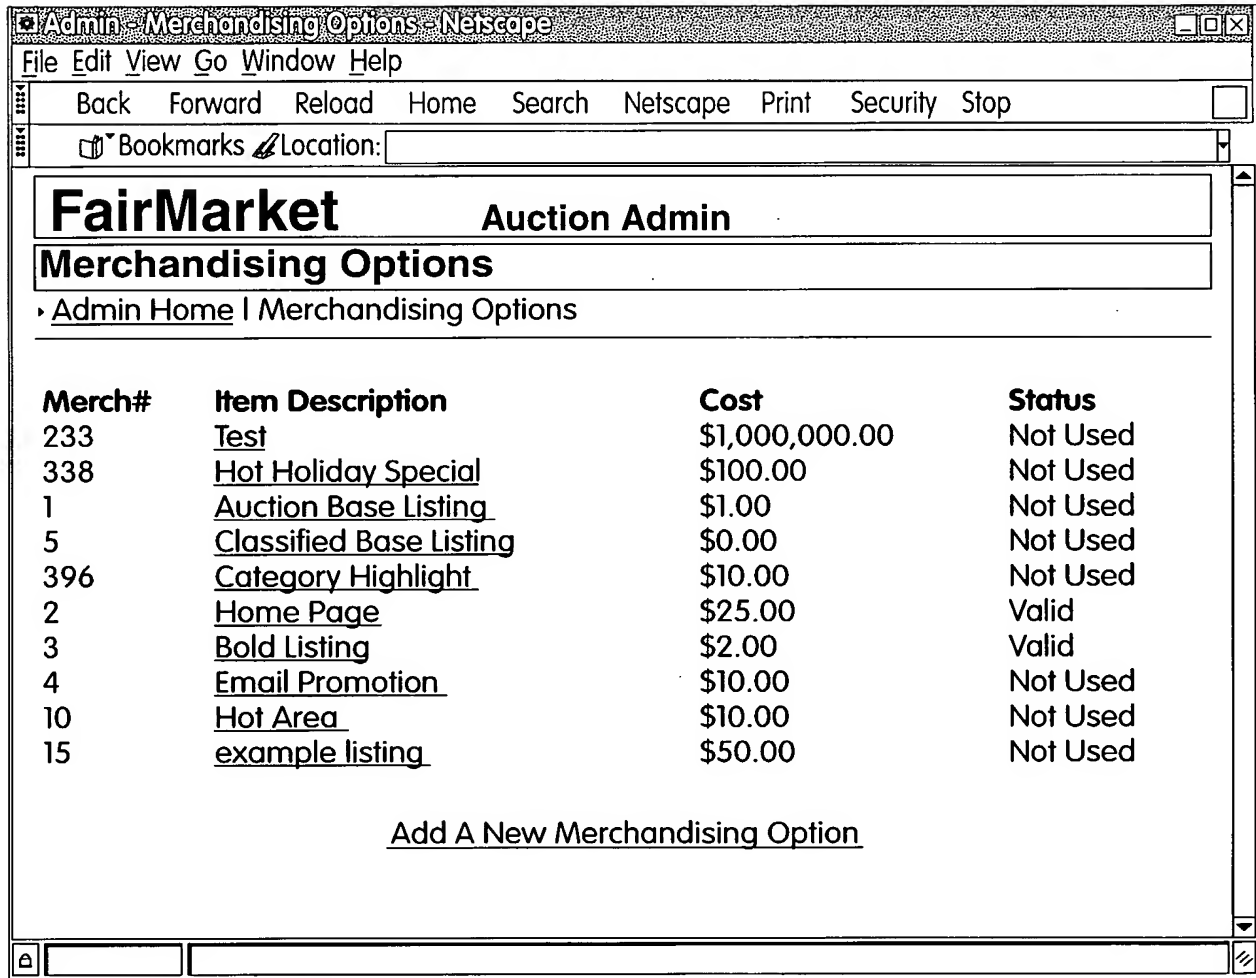 Admin - Merchandising Options - Netscape
File Edit View Go Window Help
Back Forward Reload Home Search Netscape Print Security Stop
Bookmarks Location:
FairMarket Auction Admin
Merchandising Options
Admin Home | Merchandising Options
Merch# Item Description Cost Status
233 Test $1,000,000.00 Not Used
338 Hot Holiday Special $100.00 Not Used
1 Auction Base Listing $1.00 Not Used
5 Classified Base Listing $0.00 Not Used
396 Category Highlight $10.00 Not Used
2 Home Page $25.00 Valid
3 Bold Listing $2.00 Valid
4 Email Promotion $10.00 Not Used
10 Hot Area $10.00 Not Used
15 example listing $50.00 Not Used
Add A New Merchandising Option